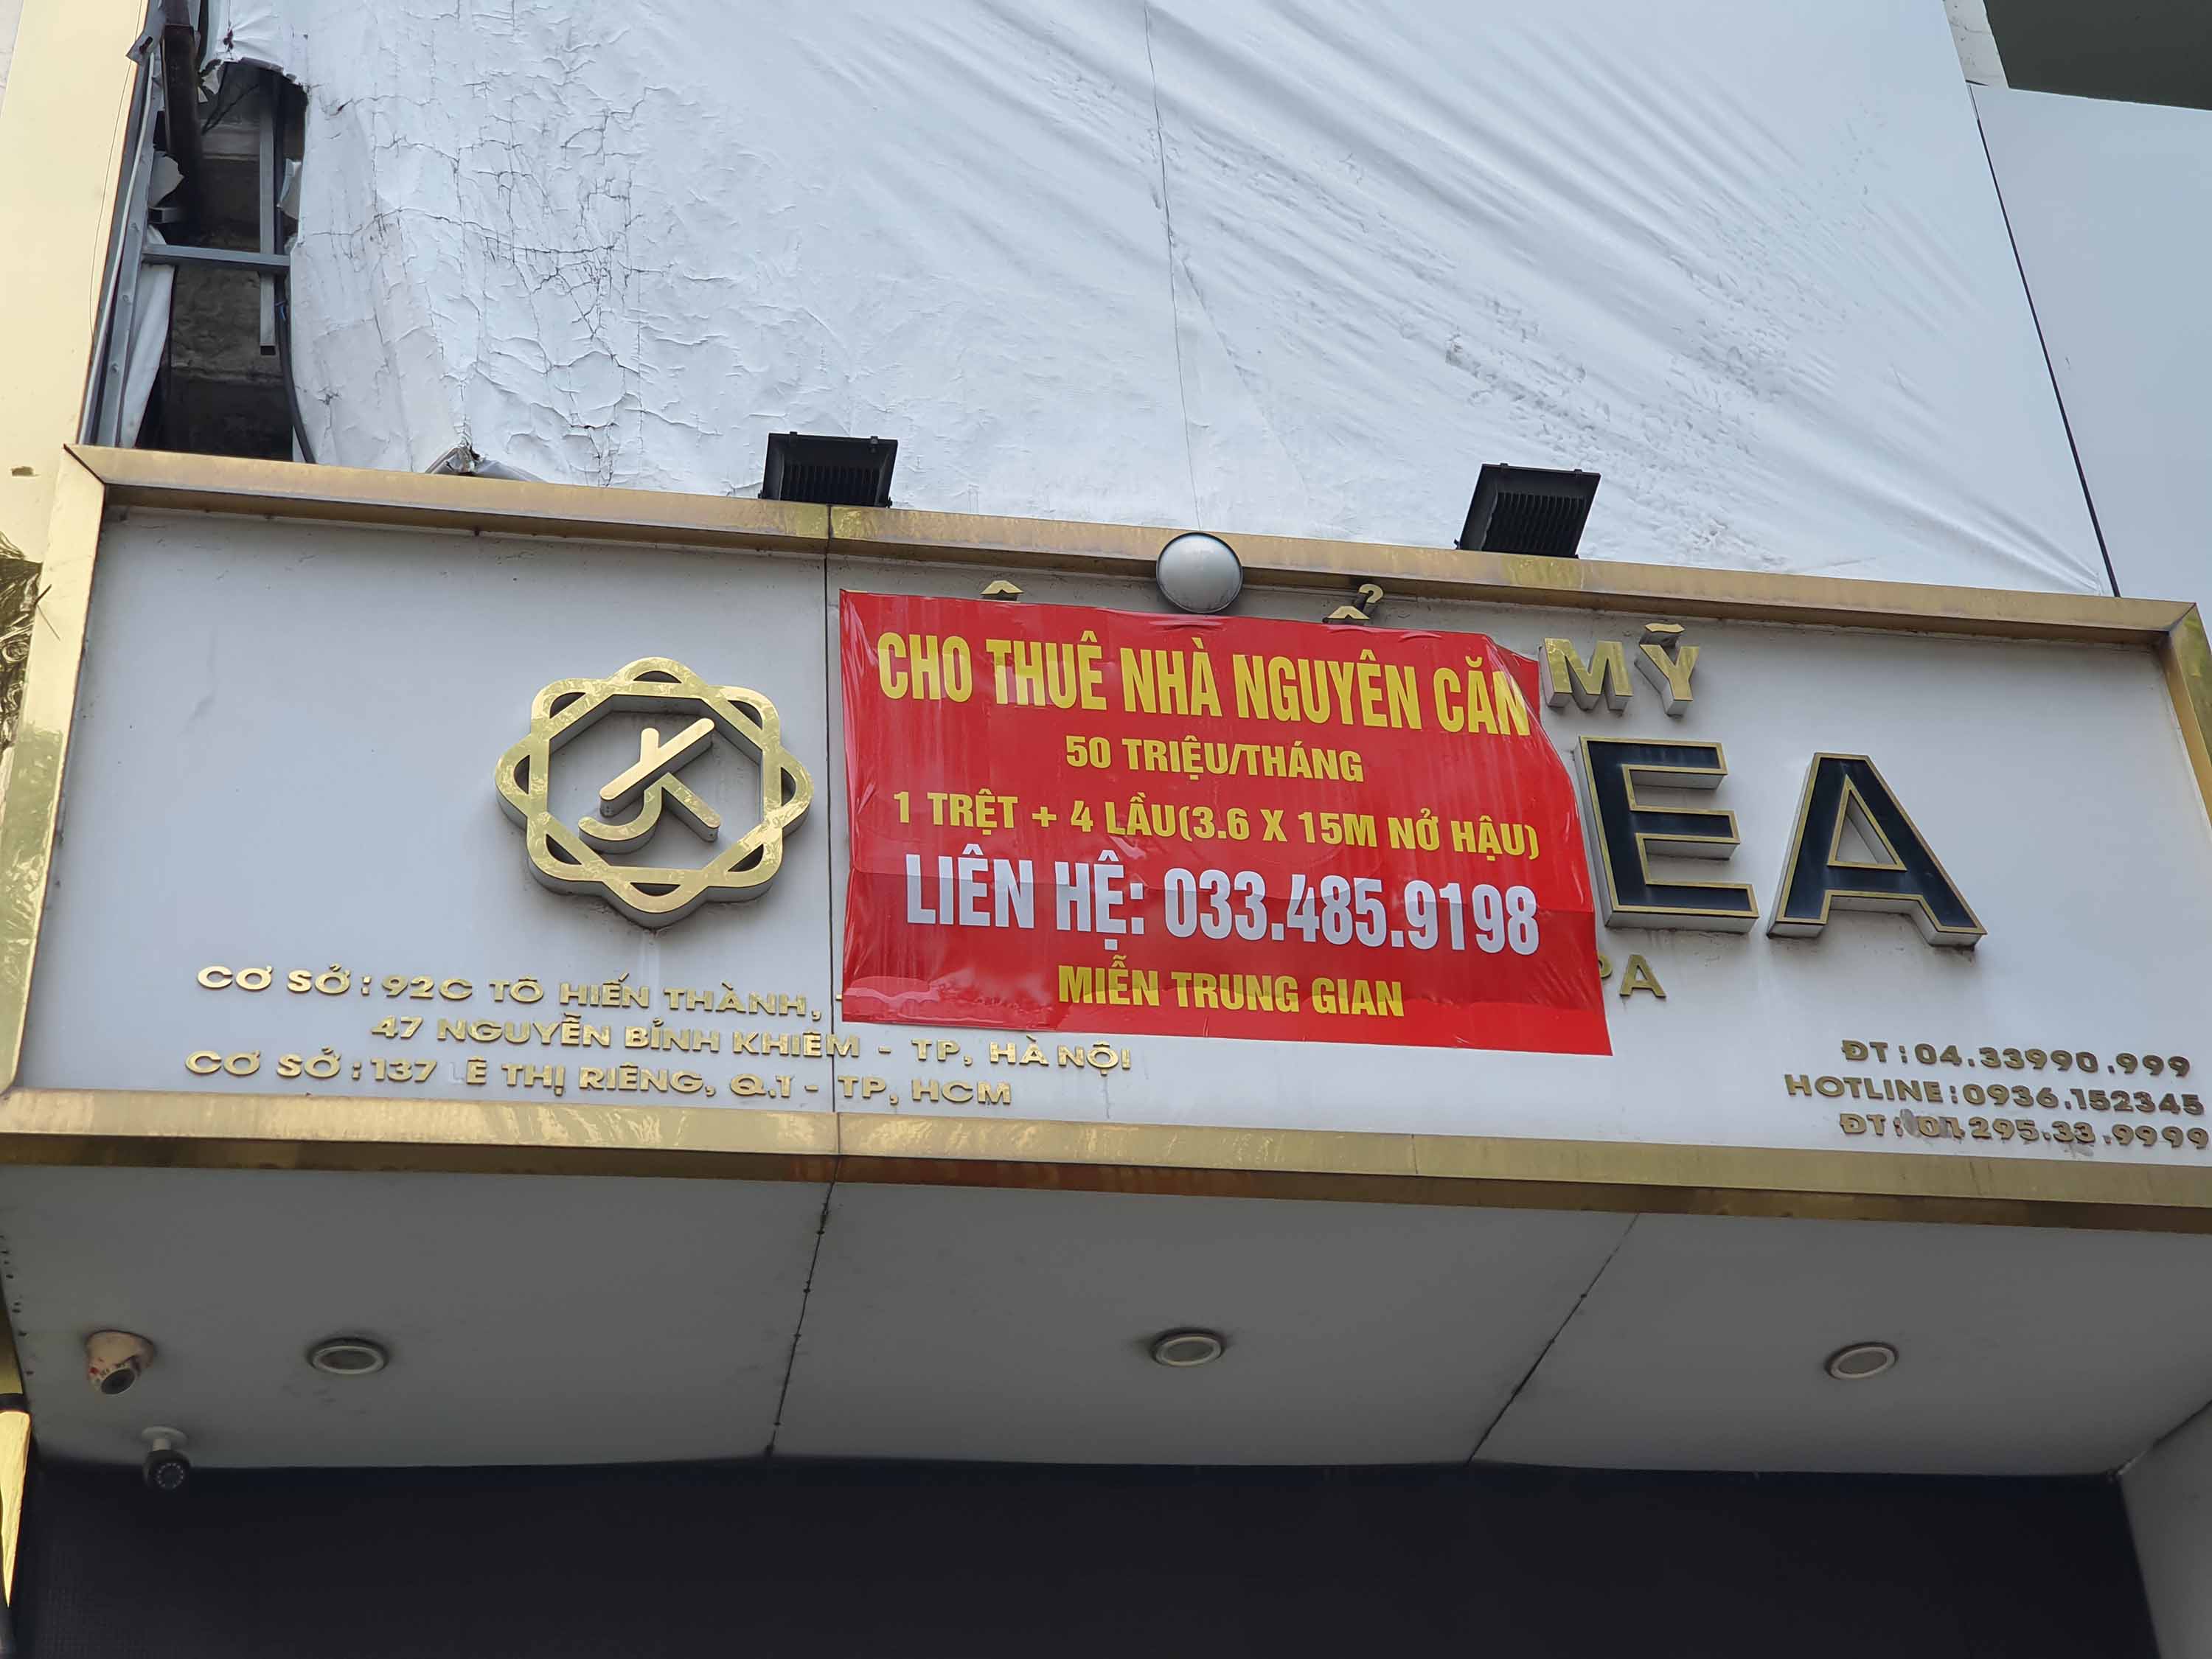 MỸ
EA
CHO THUÊ NHÀ NGUYÊN CĂN
50 TRIỆU/THÁNG
1 TRỆT + 4 LẦU(3.6 X 15M NỞ HẬU)
LIÊN HỆ: 033.485.9198
MIỄN TRUNG GIAN
PA
CƠ SỞ : 92C TÔ HIẾN THÀNH, -
47 NGUYỄN BỈNH KHIÊM - TP, HÀ NỘI
CƠ SỞ : 137 LÊ THỊ RIÊNG, Q.1 - TP, HCM
ĐT : 04.33990.999
HOTLINE : 0936.152345
ĐT : 01.295.33.9999